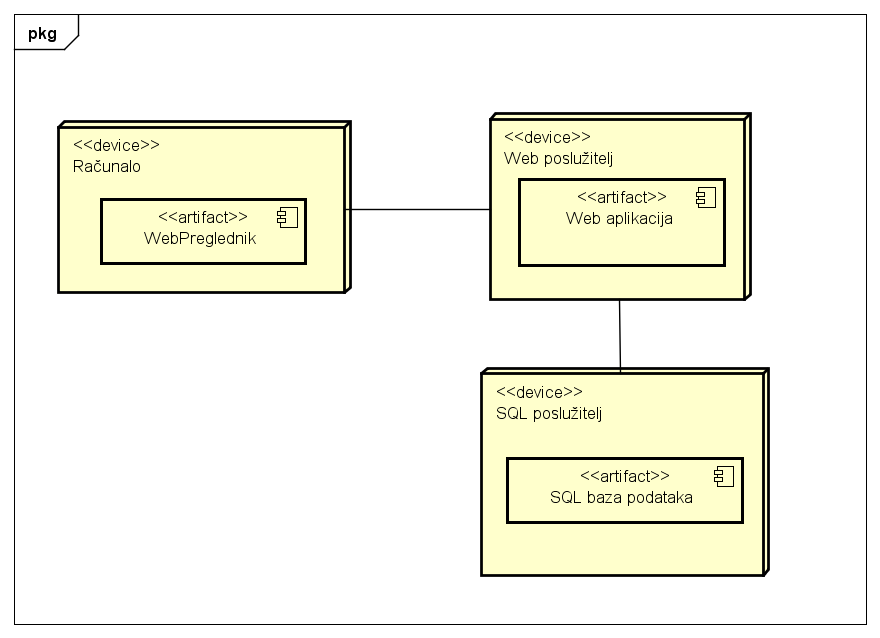 pkg
<<device>>
Računalo
<<artifact>>
WebPreglednik
<<device>>
Web poslužitelj
<<artifact>>
Web aplikacija
<<device>>
SQL poslužitelj
<<artifact>>
SQL baza podataka